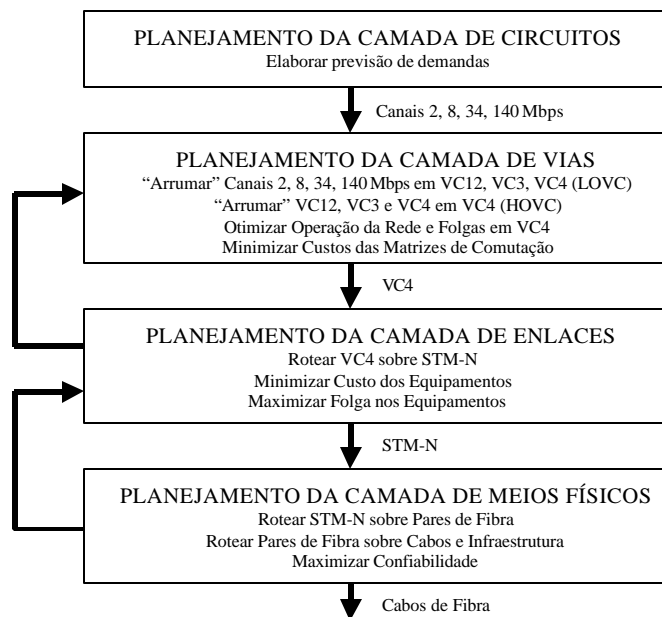 PLANEJAMENTO DA CAMADA DE CIRCUITOS
Elaborar previsão de demandas
Canais 2, 8, 34, 140 Mbps
PLANEJAMENTO DA CAMADA DE VIAS
“Arrumar” Canais 2, 8, 34, 140 Mbps em VC12, VC3, VC4 (LOVC)
“Arrumar” VC12, VC3 e VC4 em VC4 (HOVC)
Otimizar Operação da Rede e Folgas em VC4
Minimizar Custos das Matrizes de Comutação
VC4
PLANEJAMENTO DA CAMADA DE ENLACES
Rotear VC4 sobre STM-N
Minimizar Custo dos Equipamentos
Maximizar Folga nos Equipamentos
STM-N
PLANEJAMENTO DA CAMADA DE MEIOS FÍSICOS
Rotear STM-N sobre Pares de Fibra
Rotear Pares de Fibra sobre Cabos e Infraestrutura
Maximizar Confiabilidade
Cabos de Fibra